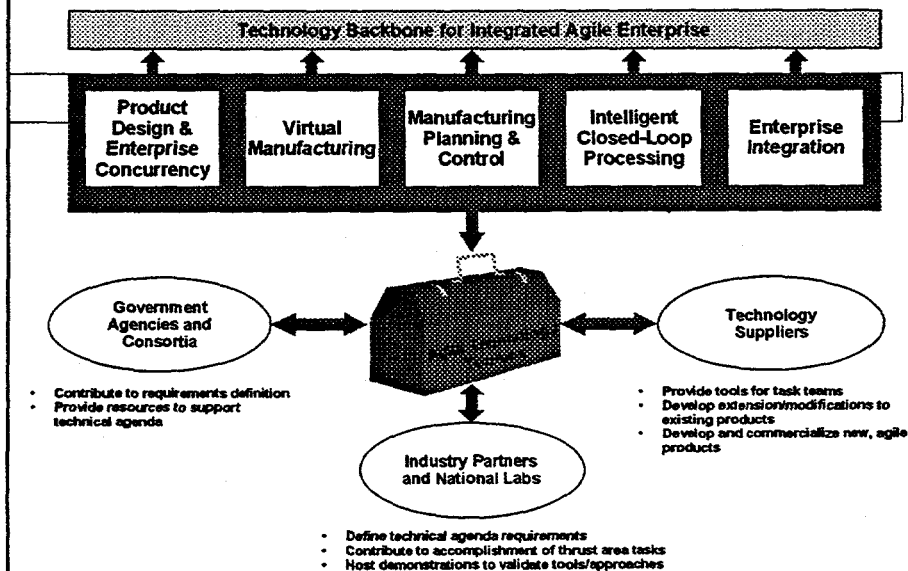 Technology Backbone for Integrated Agile Enterprise
Product
Design &
Enterprise
Concurrency
Virtual
Manufacturing
Manufacturing
Planning &
Control
Intelligent
Closed-Loop
Processing
Enterprise
Integration
Government
Agencies and
Consortia
• Contribute to requirements definition
• Provide resources to support
technical agenda
Technology
Suppliers
• Provide tools for task teams
• Develop extension/modifications to
existing products
• Develop and commercialize new, agile
products
Industry Partners
and National Labs
• Define technical agenda requirements
• Contribute to accomplishment of thrust area tasks
• Host demonstrations to validate tools/approaches